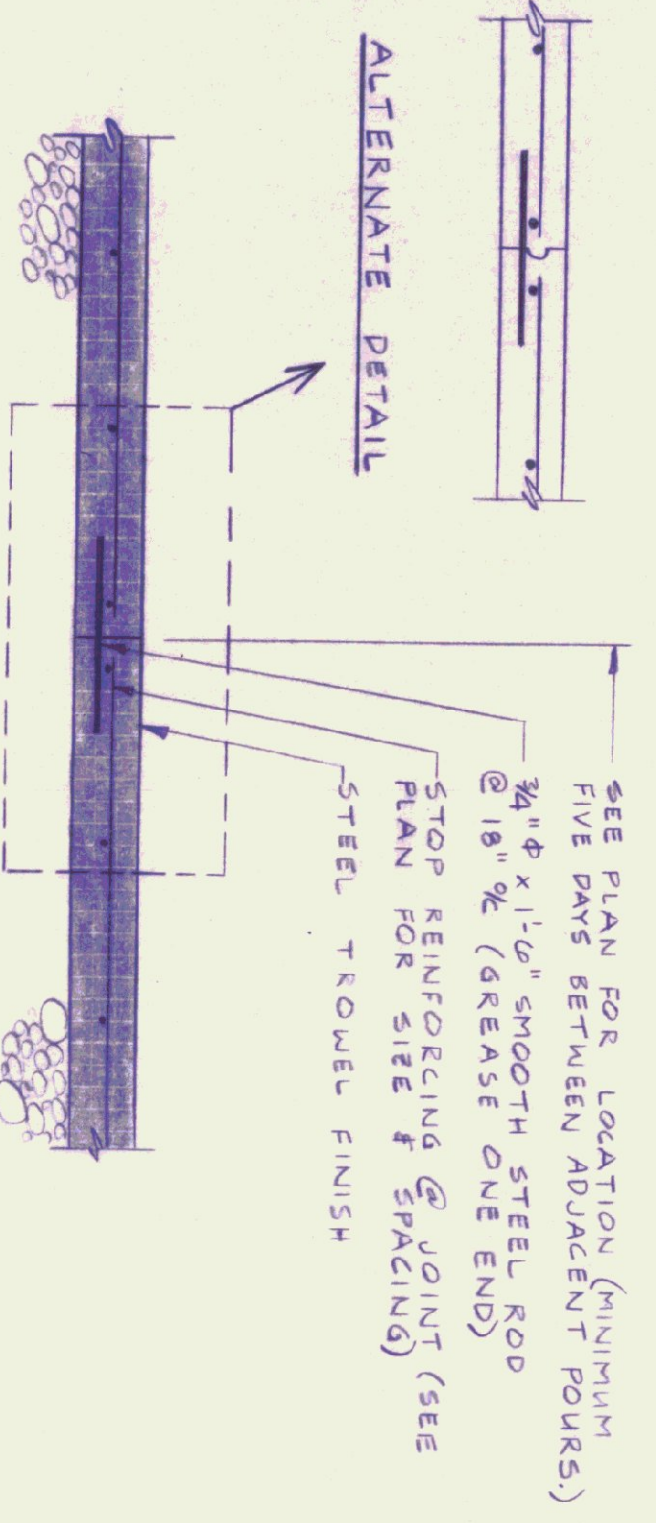 SEE PLAN FOR LOCATION (MINIMUM
FIVE DAYS BETWEEN ADJACENT POURS.)
3/4" Φ x 1'-6" SMOOTH STEEL ROD
@ 18" o/c (GREASE ONE END)
STOP REINFORCING @ JOINT (SEE
PLAN FOR SIZE & SPACING)
STEEL TROWEL FINISH
ALTERNATE DETAIL